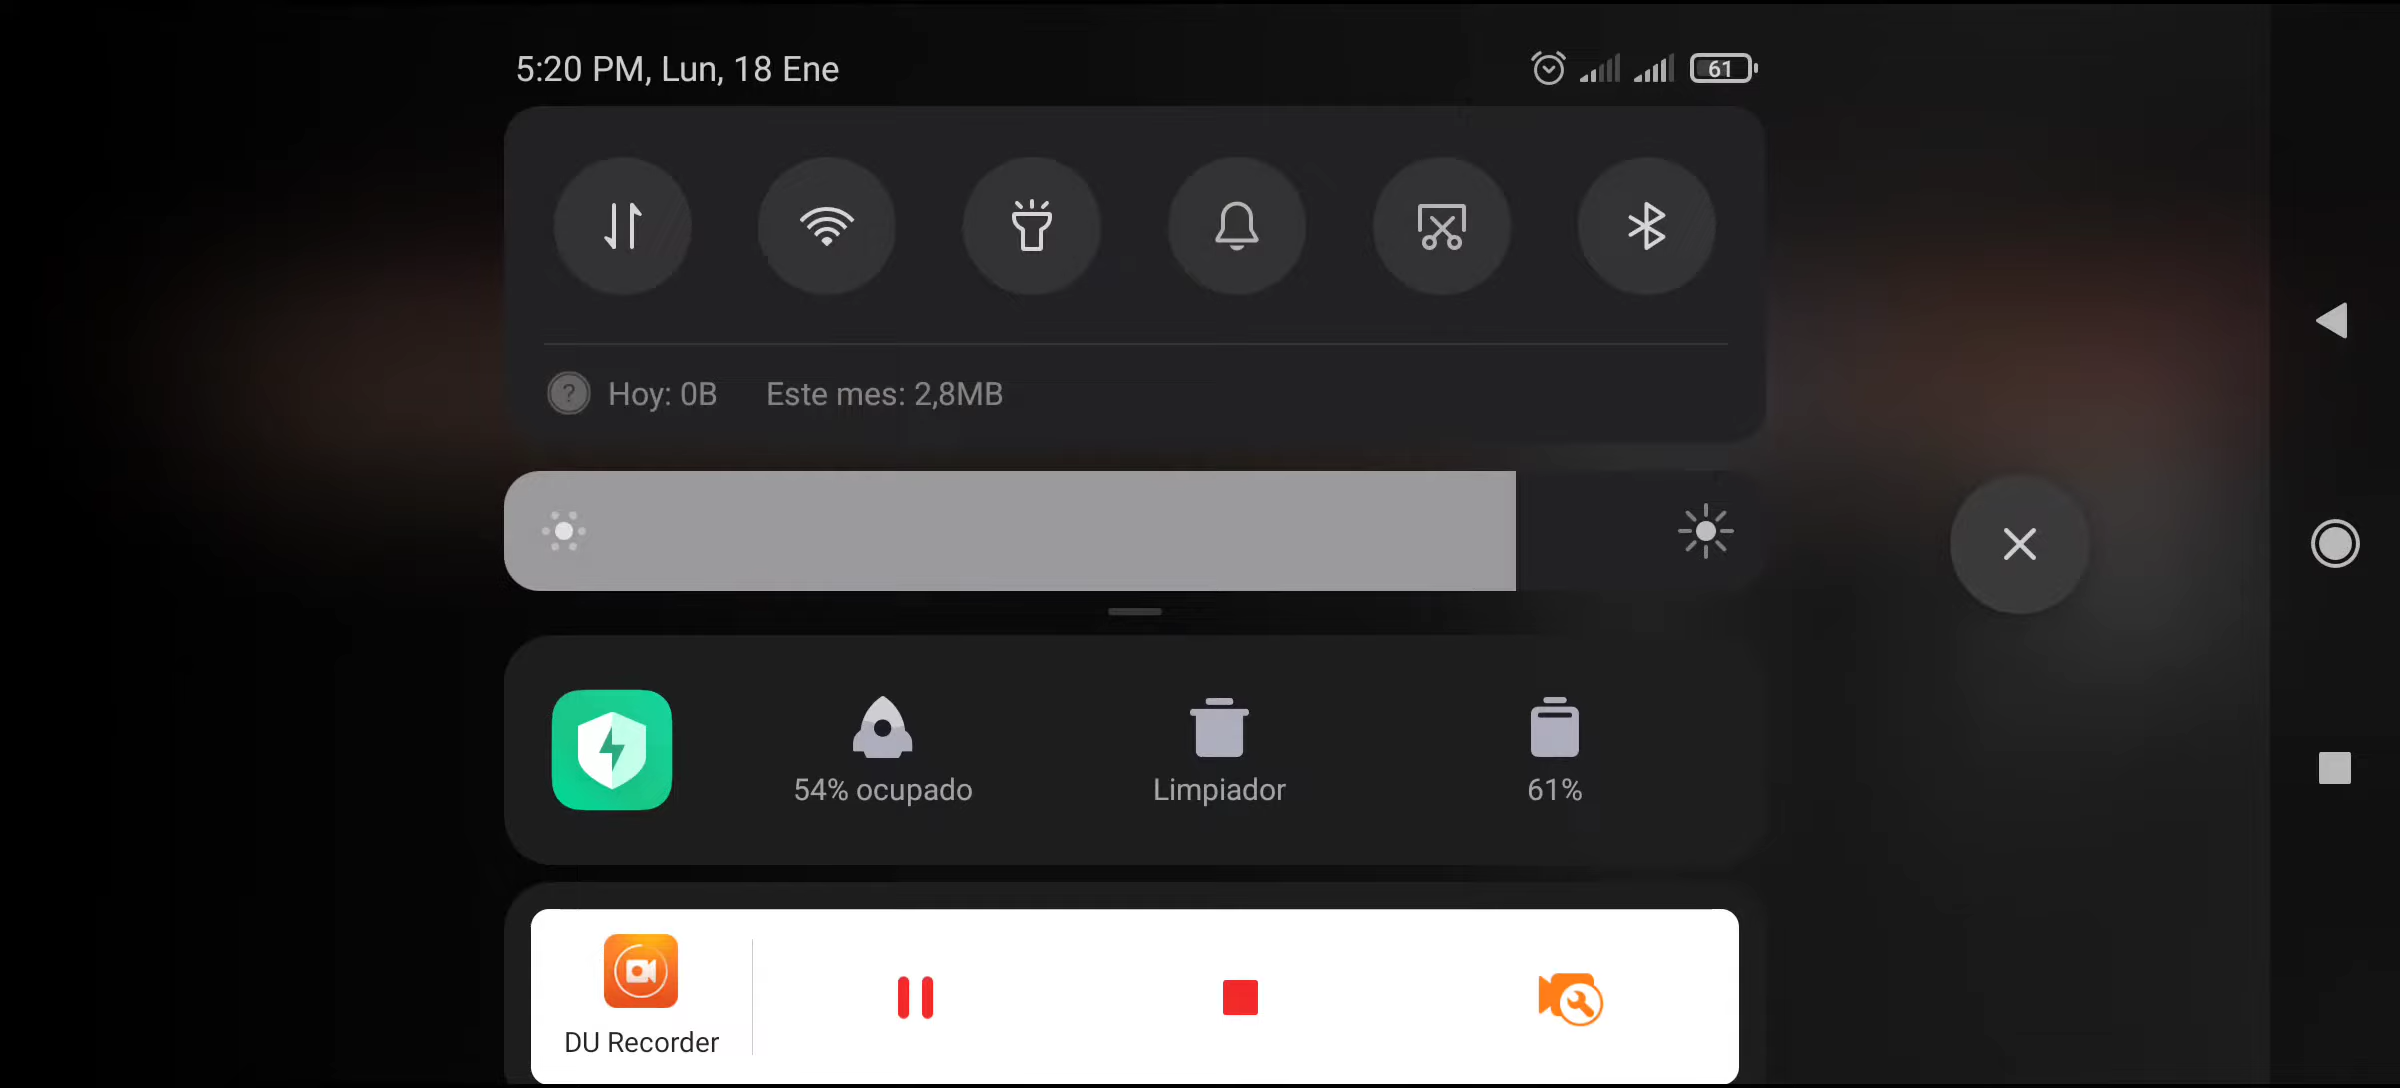 5:20 PM, Lun, 18 Ene
61
Hoy: 0B Este mes: 2,8MB
54% ocupado
Limpiador
61%
DU Recorder